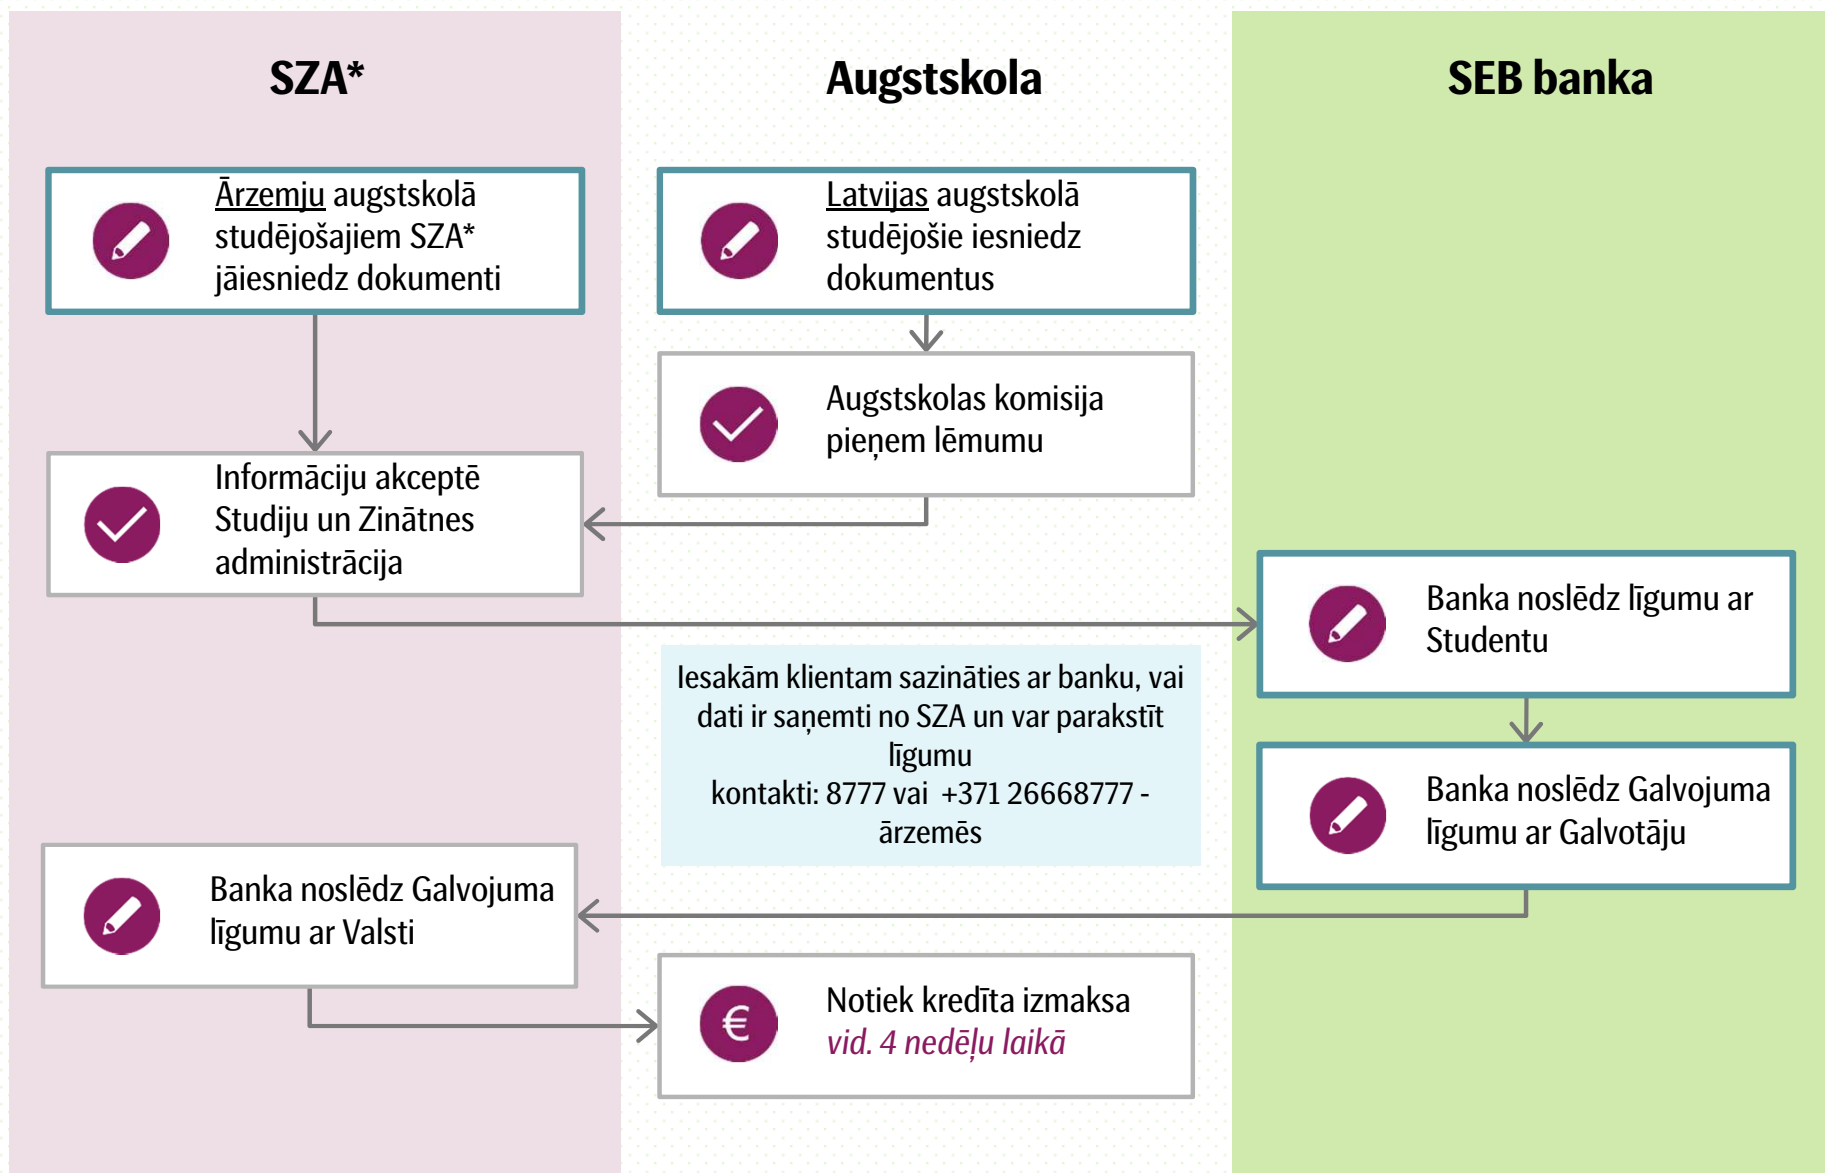 SZA*
Augstskola
SEB banka
Ārzemju augstskolā
studējošajiem SZA*
jāiesniedz dokumenti
Latvijas augstskolā
studējošie iesniedz
dokumentus
Augstskolas komisija
pieņem lēmumu
Informāciju akceptē
Studiju un Zinātnes
administrācija
Banka noslēdz līgumu ar
Studentu
Iesakām klientam sazināties ar banku, vai
dati ir saņemti no SZA un var parakstīt
līgumu
kontakti: 8777 vai +371 26668777 -
ārzemēs
Banka noslēdz Galvojuma
līgumu ar Galvotāju
Banka noslēdz Galvojuma
līgumu ar Valsti
€
Notiek kredīta izmaksa
vid. 4 nedēļu laikā